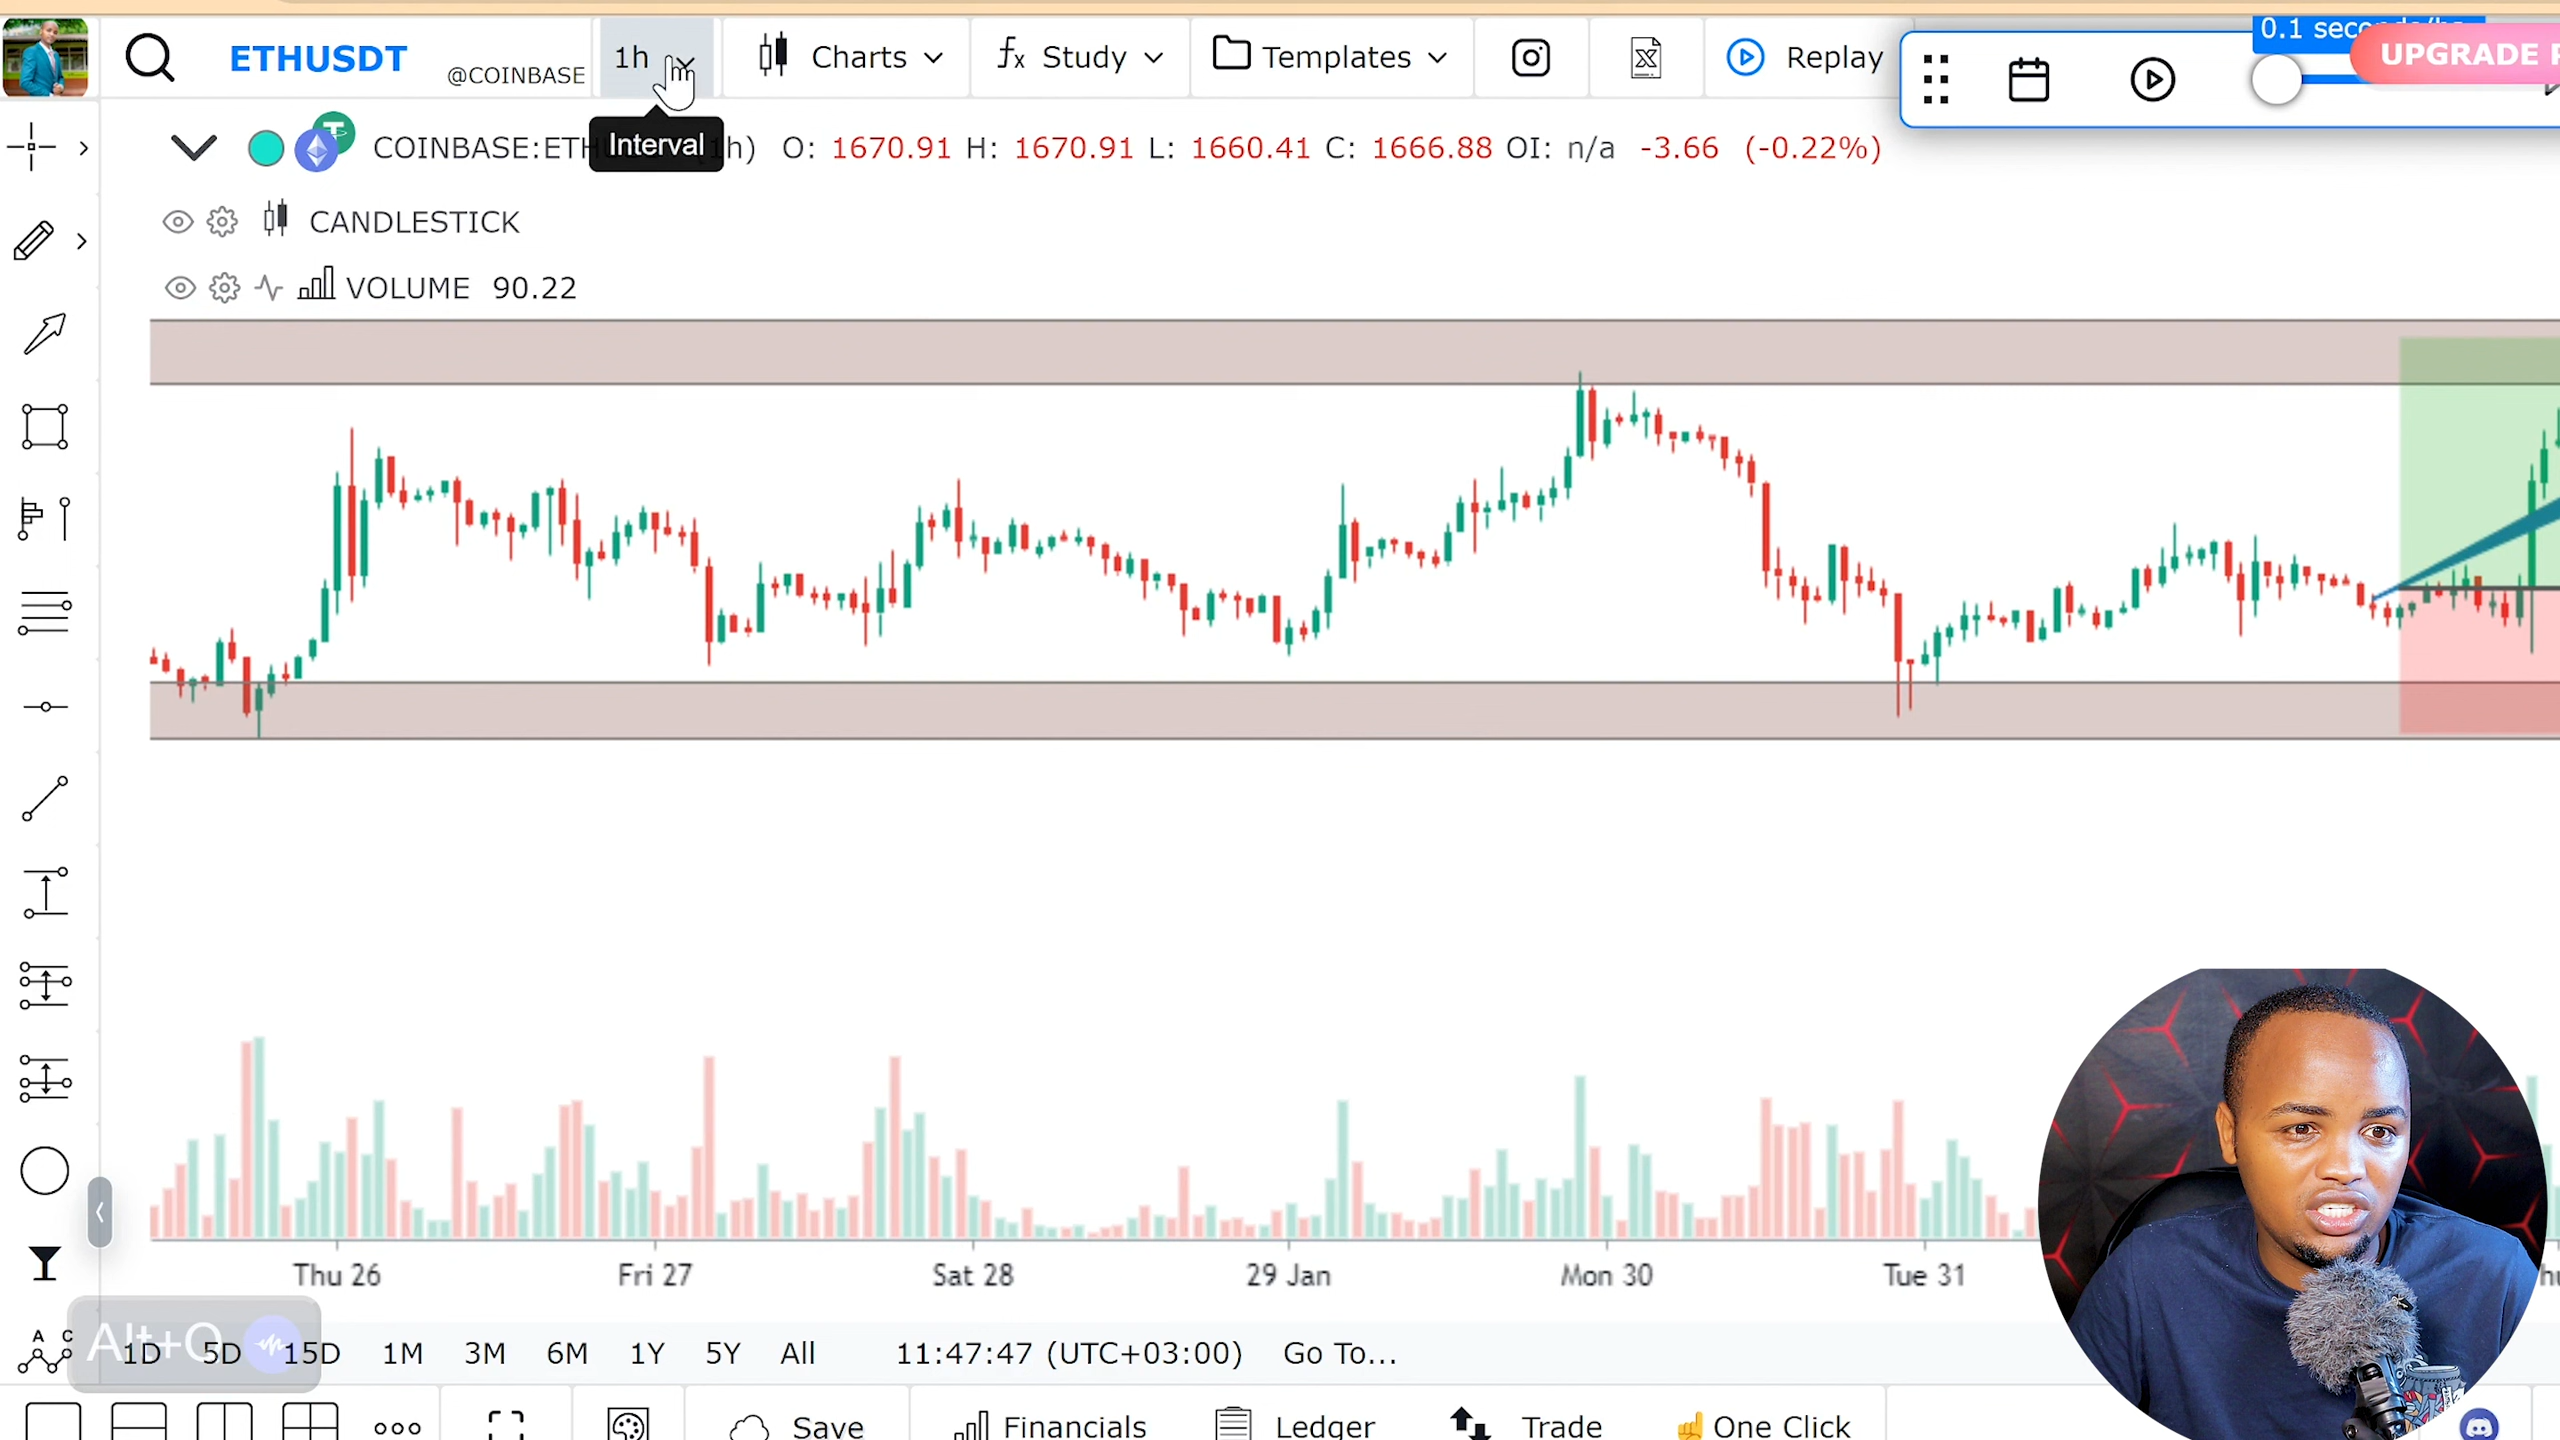 ETHUSDT @COINBASE 1h Charts fx Study Templates Replay
UPGRADE
Interval
O: 1670.91 H: 1670.91 L: 1660.41 C: 1666.88 OI: n/a -3.66 (-0.22%)
CANDLESTICK
VOLUME 90.22
Thu 26 Fri 27 Sat 28 29 Jan Mon 30 Tue 31
1D 5D 15D 1M 3M 6M 1Y 5Y All 11:47:47 (UTC+03:00) Go To...
Save Financials Ledger Trade One Click